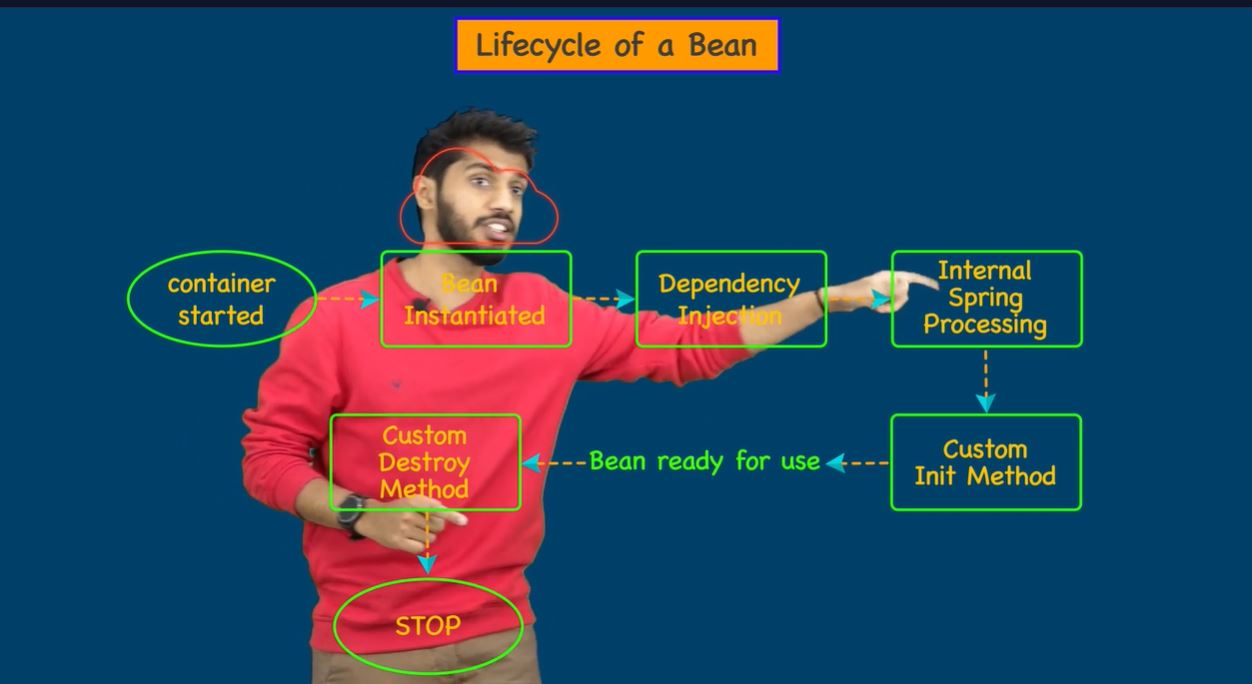 Lifecycle of a Bean
container
started
Bean
Instantiated
Dependency
Injection
Internal
Spring
Processing
Custom
Init Method
Bean ready for use
Custom
Destroy
Method
STOP